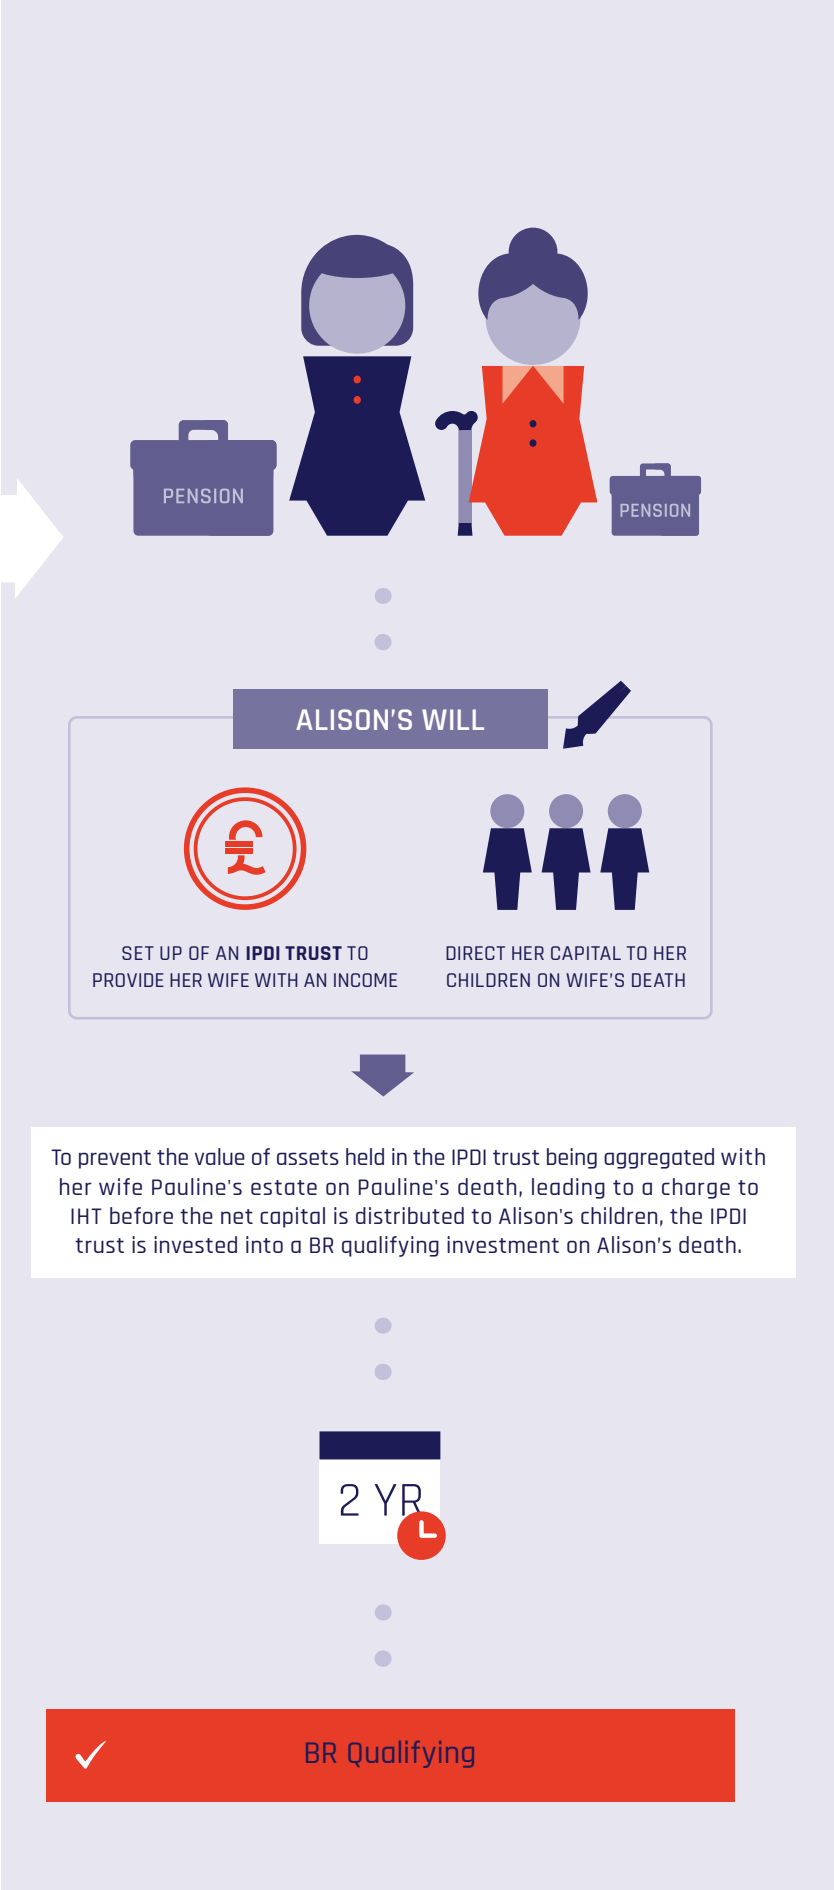 PENSION
PENSION
ALISON’S WILL
SET UP OF AN IPDI TRUST TO
PROVIDE HER WIFE WITH AN INCOME
DIRECT HER CAPITAL TO HER
CHILDREN ON WIFE’S DEATH
To prevent the value of assets held in the IPDI trust being aggregated with
her wife Pauline's estate on Pauline's death, leading to a charge to
IHT before the net capital is distributed to Alison's children, the IPDI
trust is invested into a BR qualifying investment on Alison’s death.
2 YR
BR Qualifying